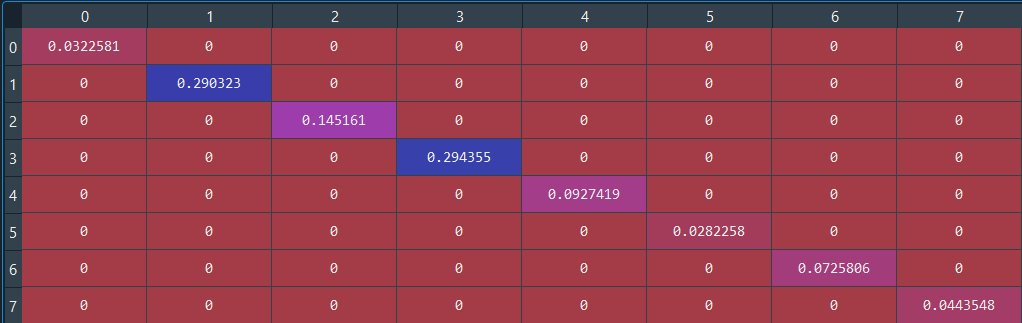 0 1 2 3 4 5 6 7
0 0.0322581 0 0 0 0 0 0 0
1 0 0.290323 0 0 0 0 0 0
2 0 0 0.145161 0 0 0 0 0
3 0 0 0 0.294355 0 0 0 0
4 0 0 0 0 0.0927419 0 0 0
5 0 0 0 0 0 0.0282258 0 0
6 0 0 0 0 0 0 0.0725806 0
7 0 0 0 0 0 0 0 0.0443548